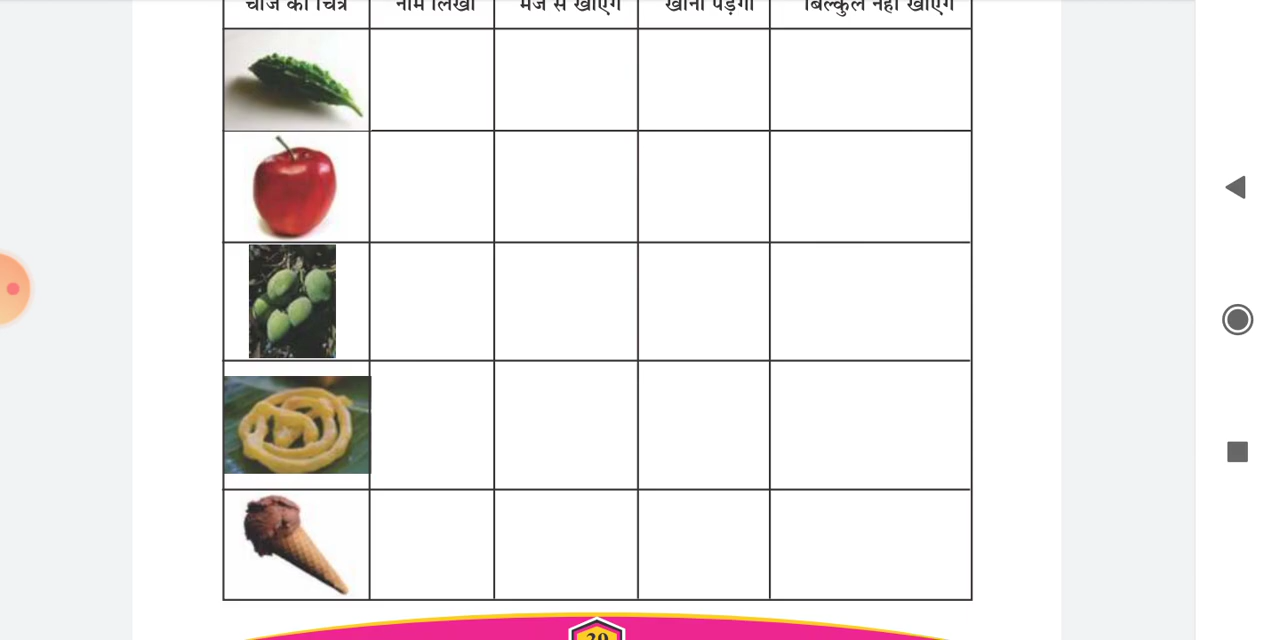 चीज का चित्र नाम लिखो मजे से खाएंगे खाना पड़ेगा बिल्कुल नहीं खाएंगे